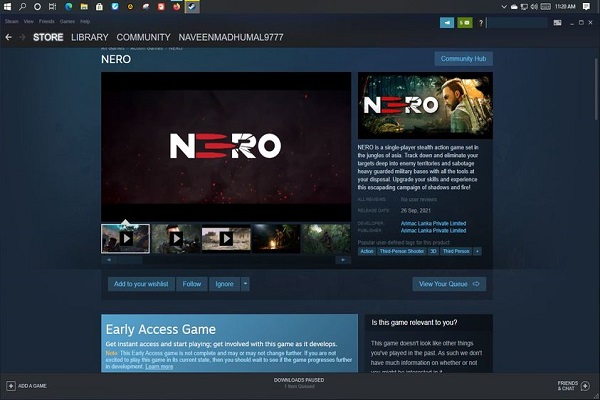 11:20 AM
Steam View Friends Games Help
STORE LIBRARY COMMUNITY NAVEENMADHUMAL9777
All Games > Action Games > NERO
NERO
Community Hub
NERO
NERO
NERO is a single-player stealth action game set in
the jungles of asia. Track down and eliminate your
targets deep into enemy territories and sabotage
heavy guarded military bases with all the tools at
your disposal. Upgrade your skills and experience
this escapading campaign of shadows and fire!
ALL REVIEWS: No user reviews
RELEASE DATE: 26 Sep, 2021
DEVELOPER: Arimac Lanka Private Limited
PUBLISHER: Arimac Lanka Private Limited
Popular user-defined tags for this product:
Action Third-Person Shooter 3D Third Person +
Add to your wishlist Follow Ignore
View Your Queue
Early Access Game
Get instant access and start playing; get involved with this game as it develops.
Note: This Early Access game is not complete and may or may not change further. If you are not
excited to play this game in its current state, then you should wait to see if the game progresses further
in development. Learn more
Is this game relevant to you?
This game doesn't look like other things
you've played in the past. As such we don't
have much information on whether or not
you might be interested in it.
ADD A GAME
DOWNLOADS PAUSED
1 Item Queued
FRIENDS
& CHAT